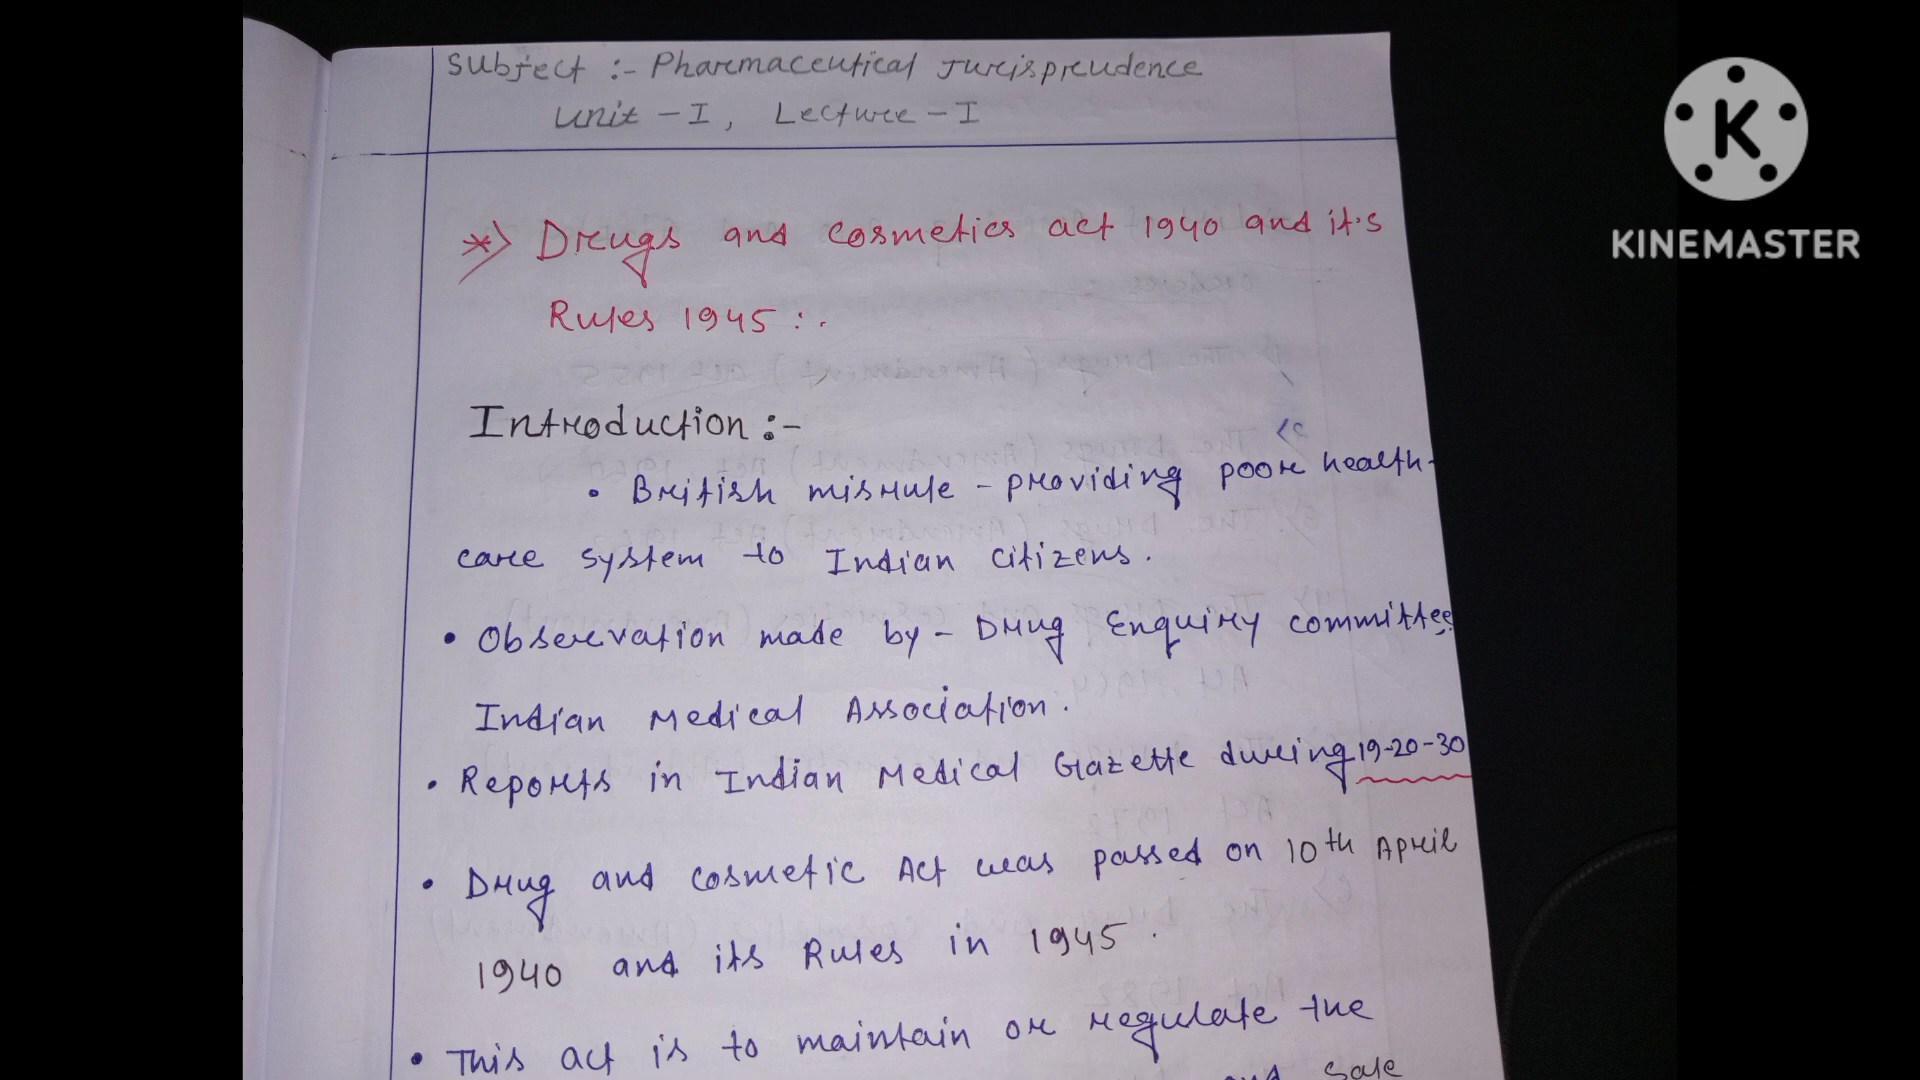 Subject :- Pharmaceutical Jurisprudence
Unit - I, Lecture - I
*> Drugs and Cosmetics act 1940 and it's
Rules 1945 :.
Introduction :-
• British misrule - providing poor health-
care system to Indian citizens.
• Observation made by - Drug Enquiry committee
Indian Medical Association.
• Reports in Indian Medical Gazette during 19-20-30
• Drug and cosmetic Act was passed on 10th April
1940 and its Rules in 1945.
• This act is to maintain or regulate the
and sale
KINEMASTER